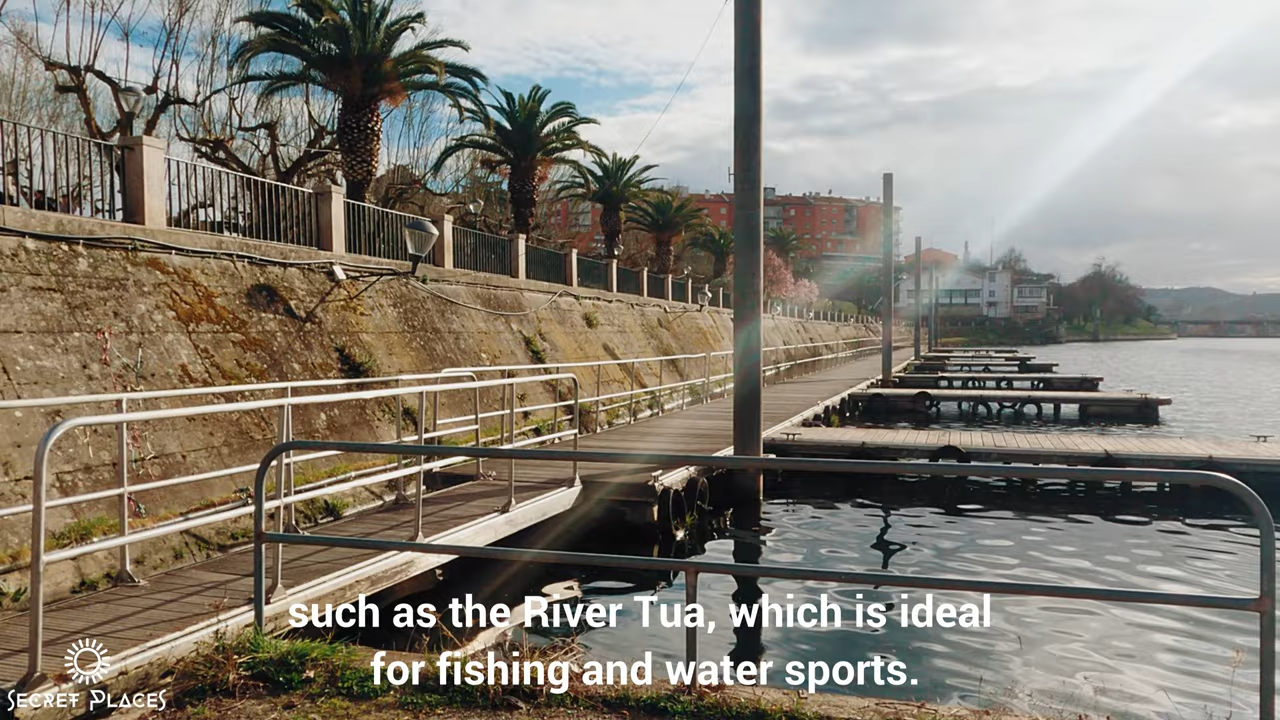 such as the River Tua, which is ideal
for fishing and water sports.
SECRET PLACES